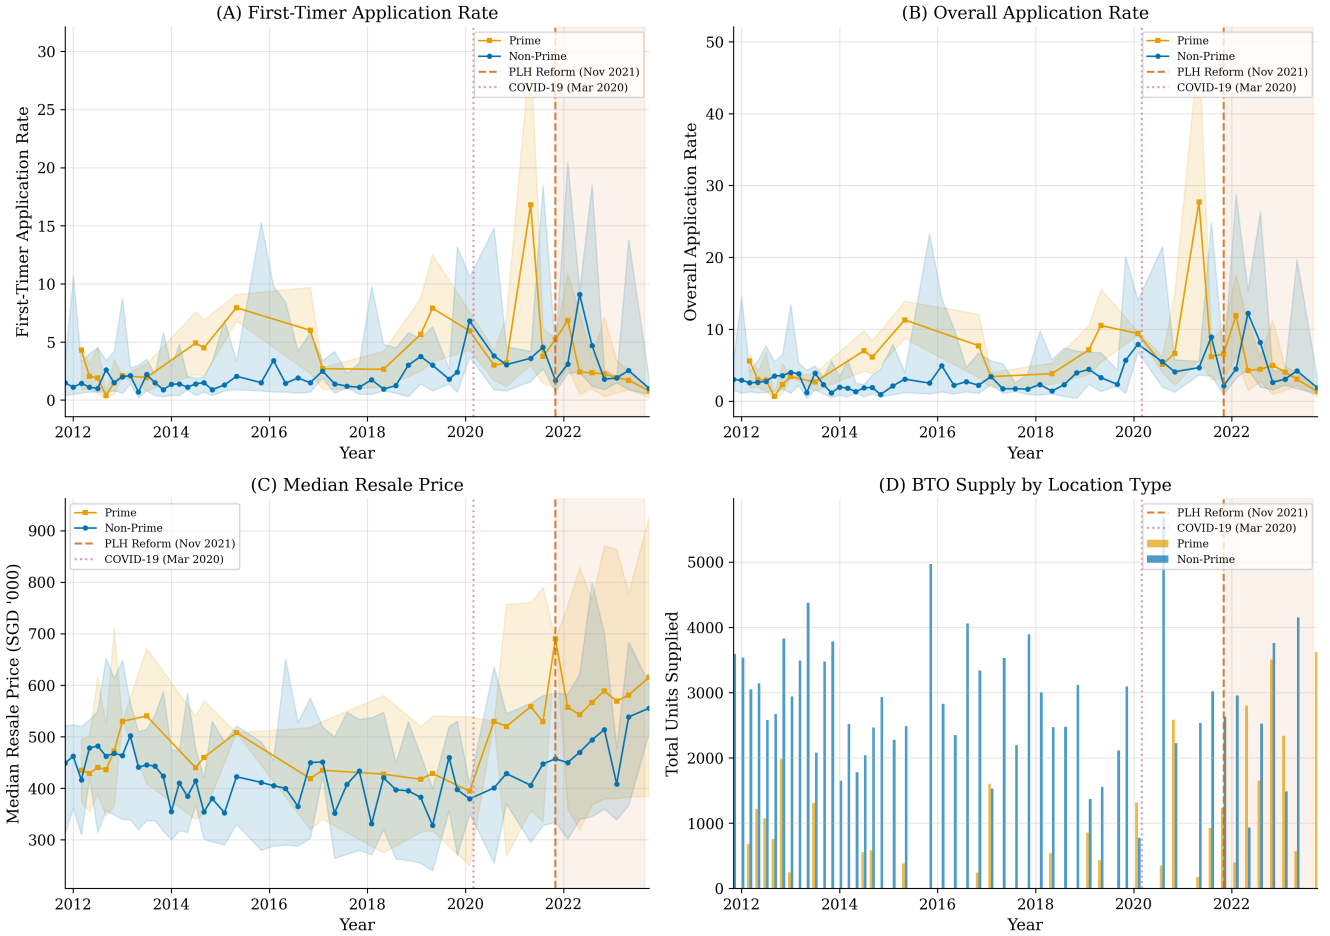 (A) First-Timer Application Rate
First-Timer Application Rate
30
25
20
15
10
5
0
Prime
Non-Prime
PLH Reform (Nov 2021)
COVID-19 (Mar 2020)
2012 2014 2016 2018 2020 2022
Year
(B) Overall Application Rate
Overall Application Rate
50
40
30
20
10
0
Prime
Non-Prime
PLH Reform (Nov 2021)
COVID-19 (Mar 2020)
2012 2014 2016 2018 2020 2022
Year
(C) Median Resale Price
Median Resale Price (SGD '000)
900
800
700
600
500
400
300
Prime
Non-Prime
PLH Reform (Nov 2021)
COVID-19 (Mar 2020)
2012 2014 2016 2018 2020 2022
Year
(D) BTO Supply by Location Type
Total Units Supplied
5000
4000
3000
2000
1000
0
PLH Reform (Nov 2021)
COVID-19 (Mar 2020)
Prime
Non-Prime
2012 2014 2016 2018 2020 2022
Year